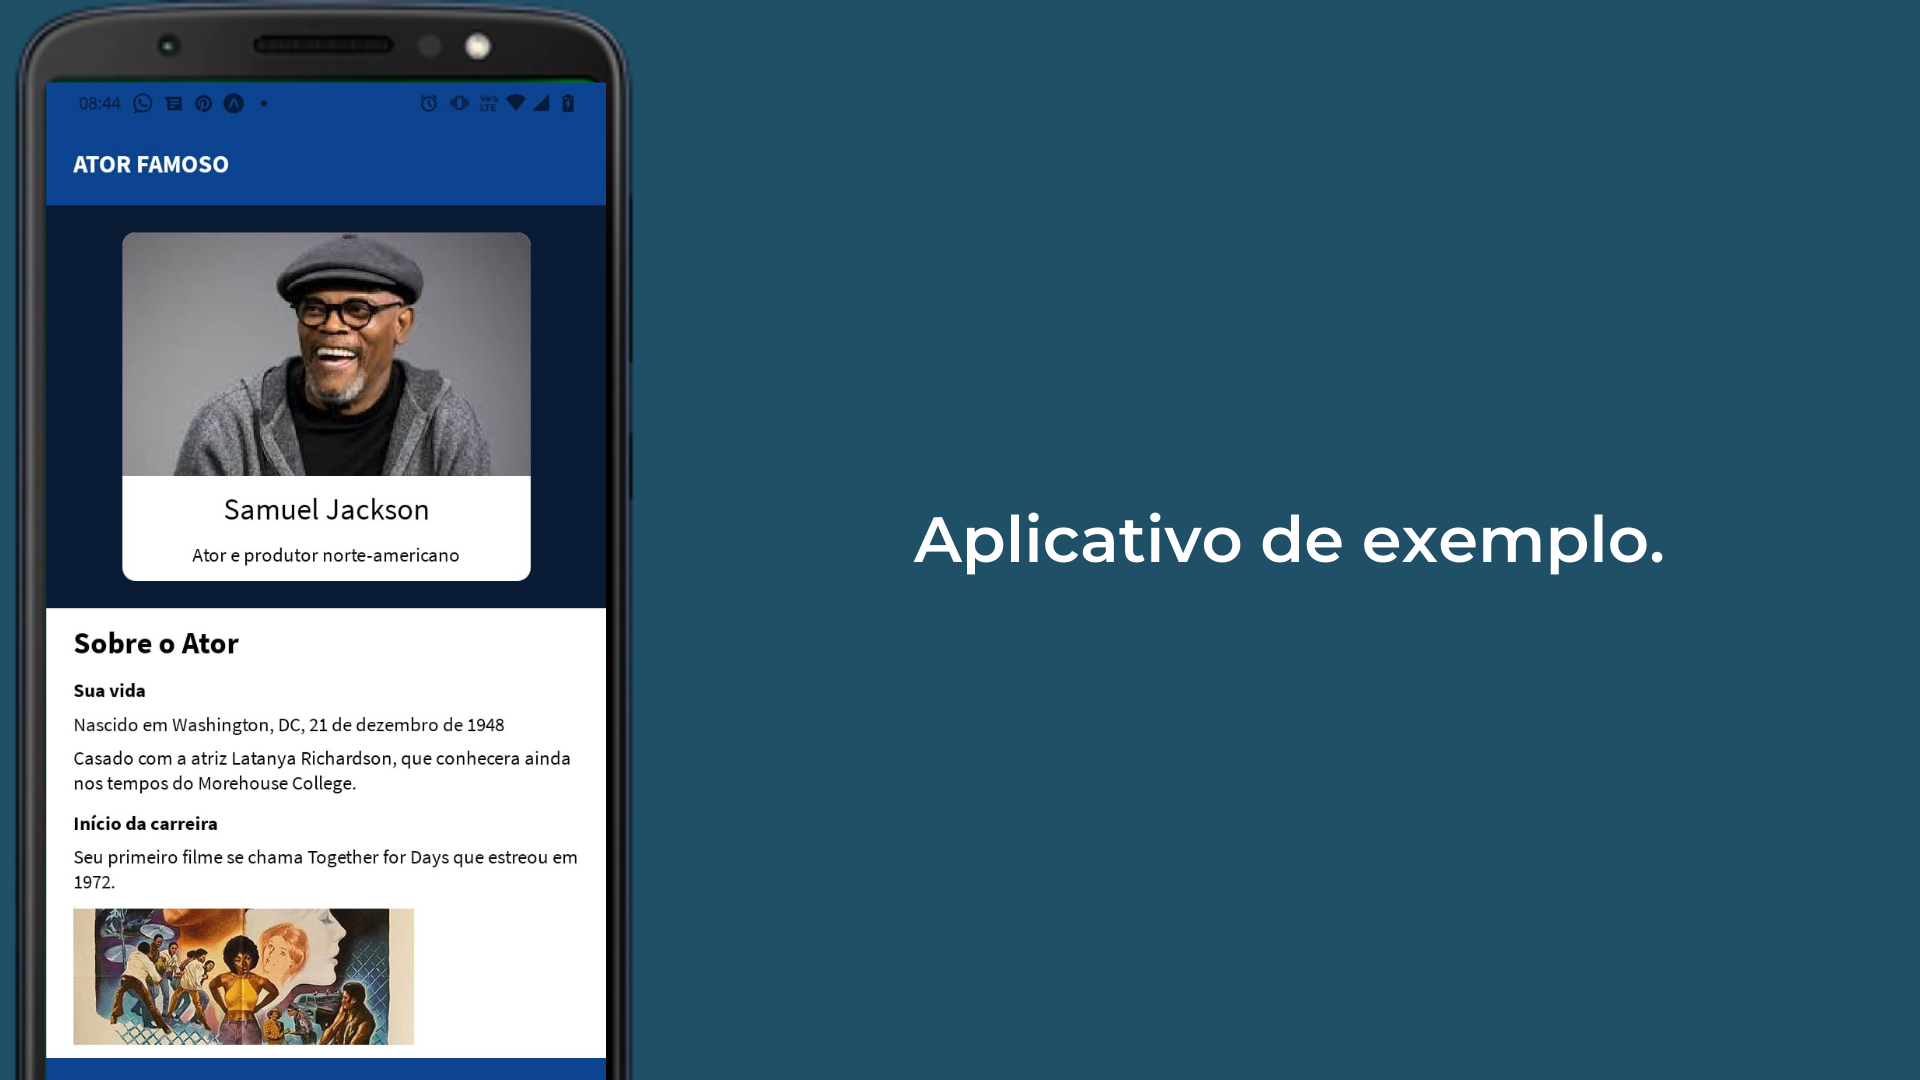 08:44
Vo))
LTE
ATOR FAMOSO
Samuel Jackson
Ator e produtor norte-americano
Sobre o Ator
Sua vida
Nascido em Washington, DC, 21 de dezembro de 1948
Casado com a atriz Latanya Richardson, que conhecera ainda
nos tempos do Morehouse College.
Início da carreira
Seu primeiro filme se chama Together for Days que estreou em
1972.
Aplicativo de exemplo.